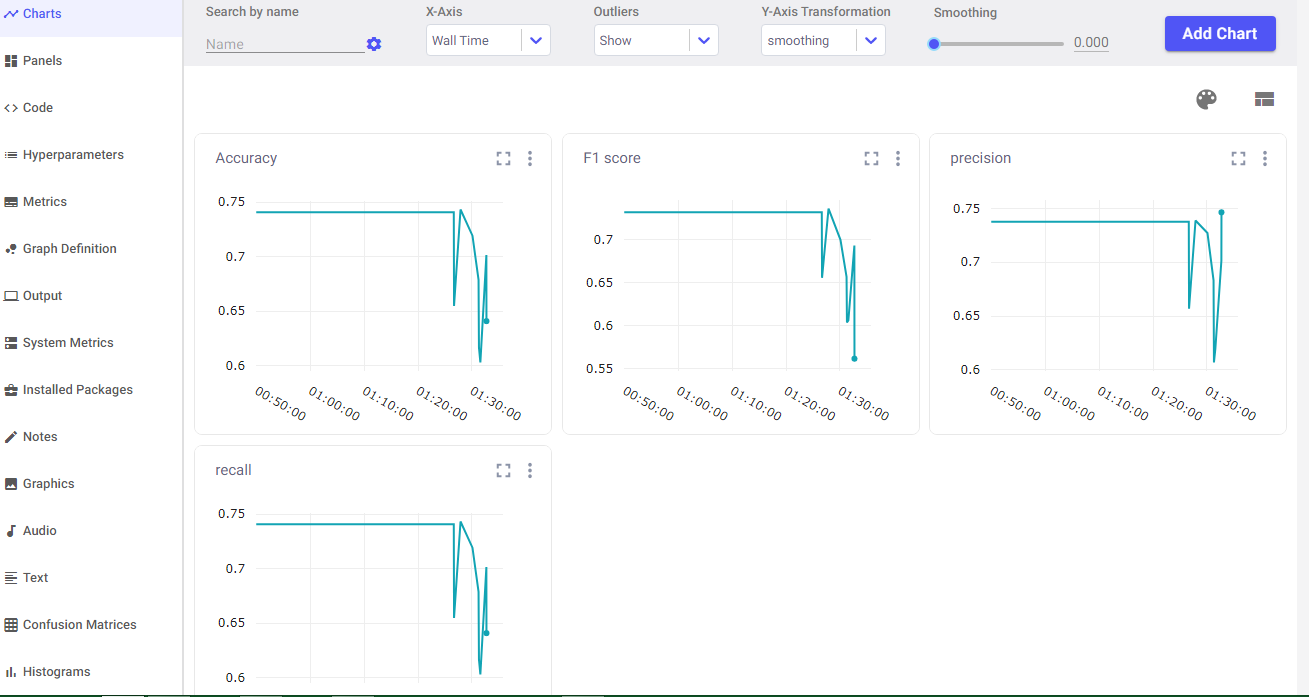 Charts
Panels
Code
Hyperparameters
Metrics
Graph Definition
Output
System Metrics
Installed Packages
Notes
Graphics
Audio
Text
Confusion Matrices
Histograms
Search by name
Name
X-Axis
Wall Time
Outliers
Show
Y-Axis Transformation
smoothing
Smoothing
0.000
Add Chart
Accuracy
0.75
0.7
0.65
0.6
00:50:00 01:00:00 01:10:00 01:20:00 01:30:00
F1 score
0.7
0.65
0.6
0.55
00:50:00 01:00:00 01:10:00 01:20:00 01:30:00
precision
0.75
0.7
0.65
0.6
00:50:00 01:00:00 01:10:00 01:20:00 01:30:00
recall
0.75
0.7
0.65
0.6